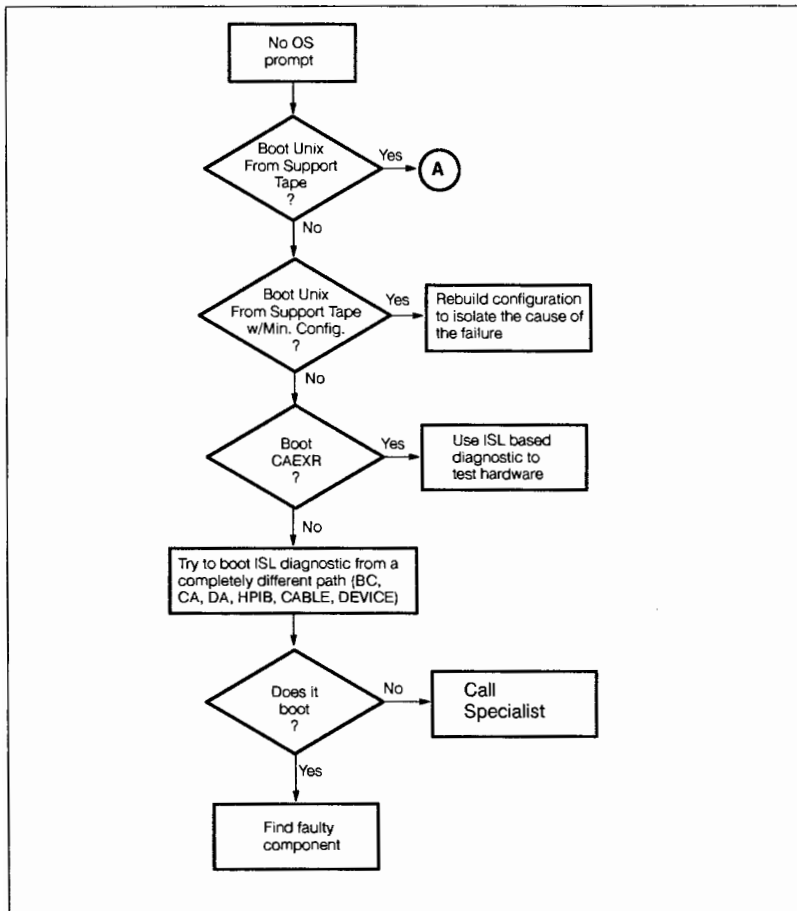 No OS
prompt
Boot Unix
From Support
Tape
?
Yes
A
No
Boot Unix
From Support Tape
w/Min. Config.
?
Yes
Rebuild configuration
to isolate the cause of
the failure
No
Boot
CAEXR
?
Yes
Use ISL based
diagnostic to
test hardware
No
Try to boot ISL diagnostic from a
completely different path (BC,
CA, DA, HPIB, CABLE, DEVICE)
Does it
boot
?
No
Call
Specialist
Yes
Find faulty
component